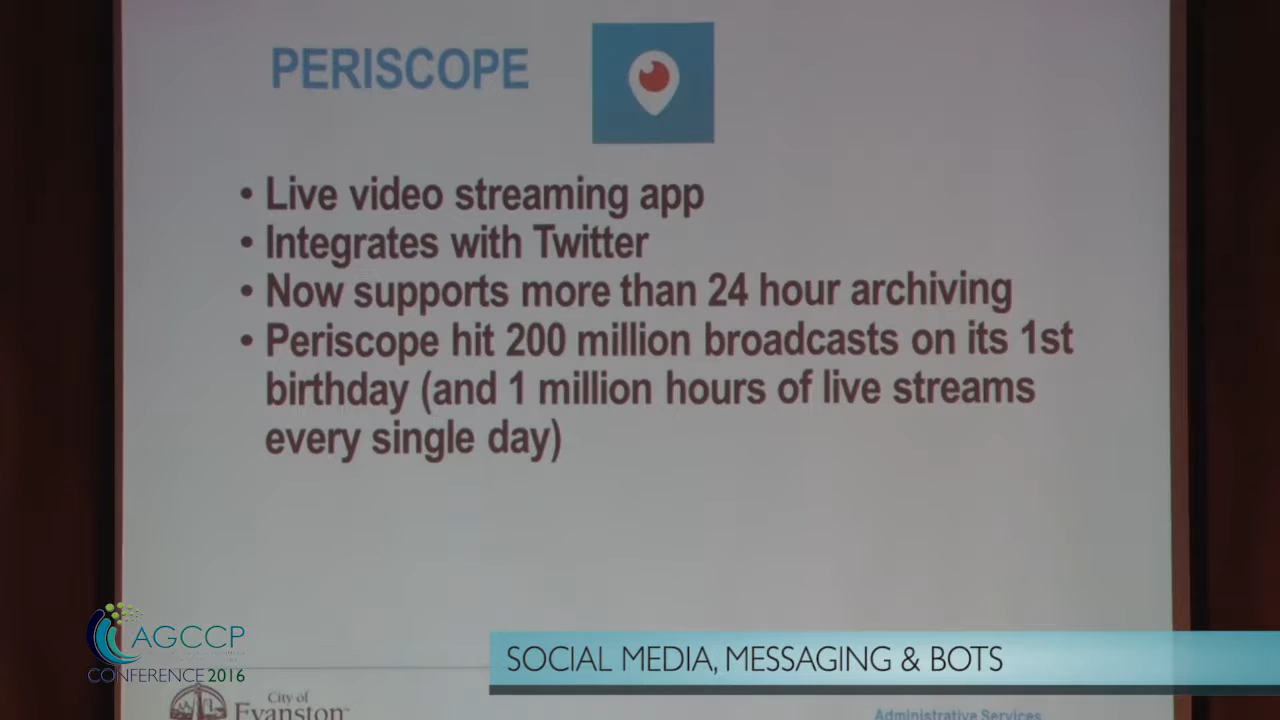 PERISCOPE
• Live video streaming app
• Integrates with Twitter
• Now supports more than 24 hour archiving
• Periscope hit 200 million broadcasts on its 1st
birthday (and 1 million hours of live streams
every single day)
AGCCP
CONFERENCE 2016
SOCIAL MEDIA, MESSAGING & BOTS
City of
Evanston™
Administrative Services